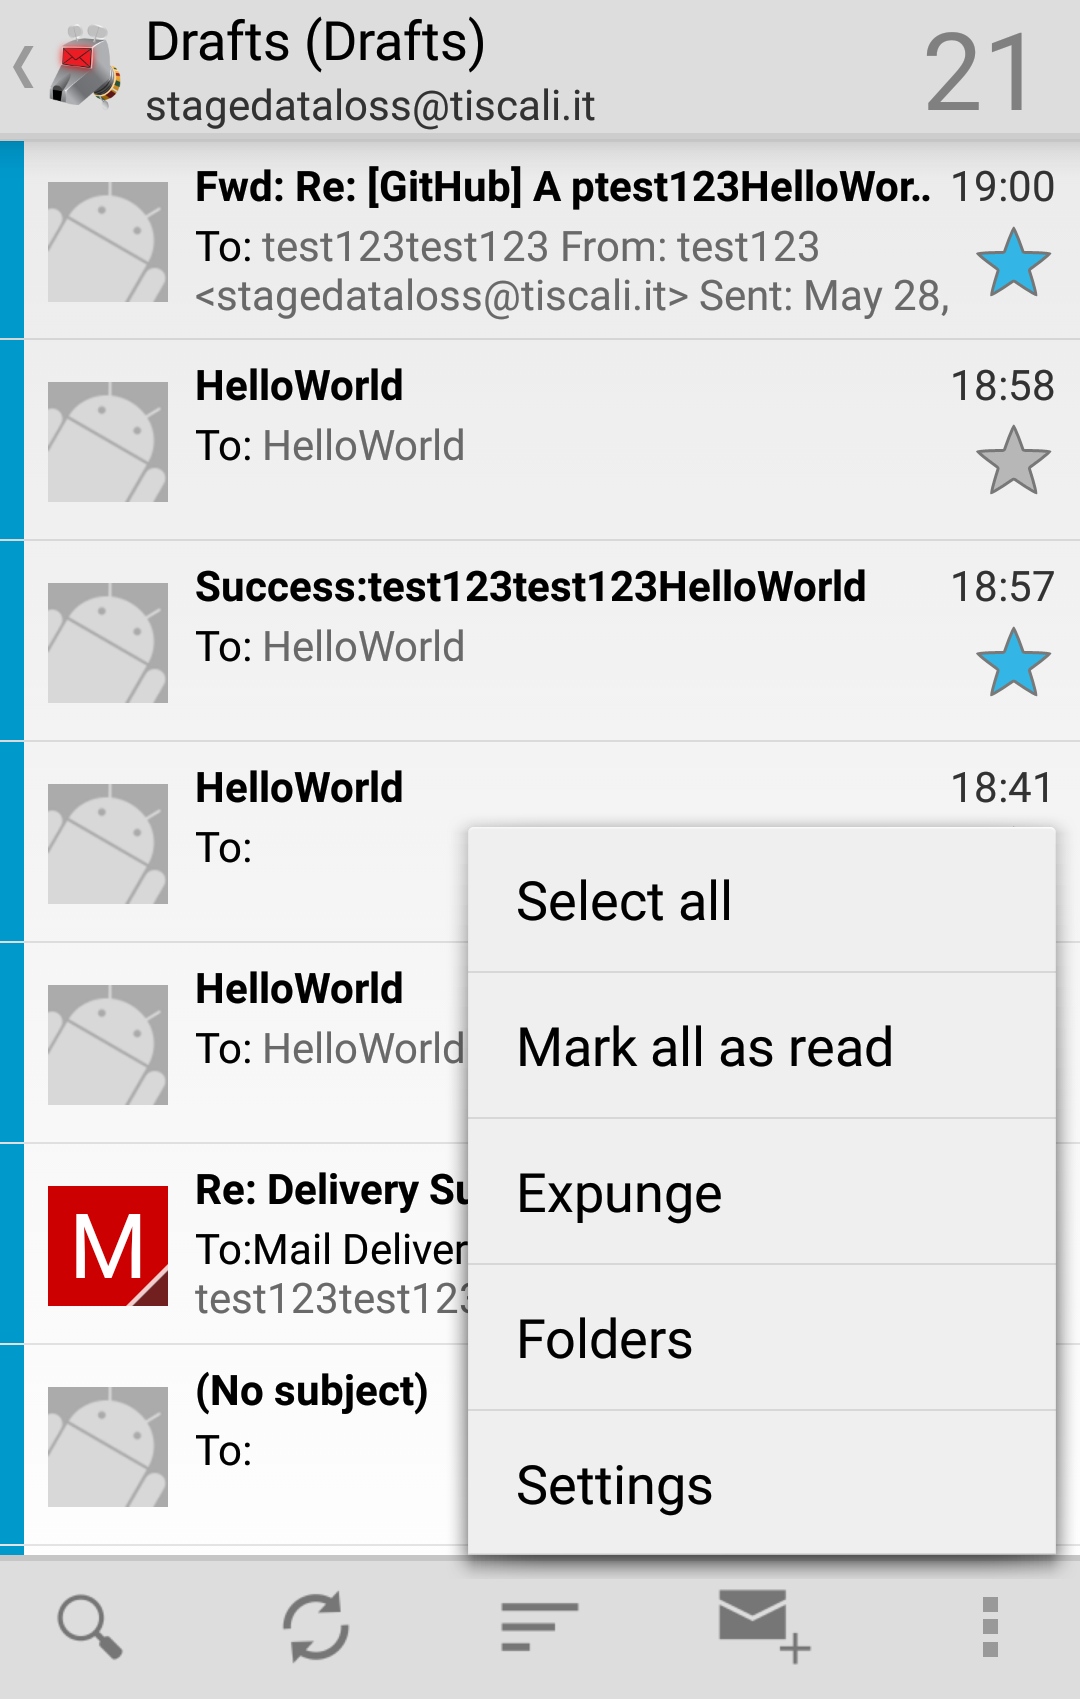 Drafts (Drafts)
stagedataloss@tiscali.it
21
Fwd: Re: [GitHub] A ptest123HelloWor..
19:00
To: test123test123 From: test123
<stagedataloss@tiscali.it> Sent: May 28,
HelloWorld
18:58
To: HelloWorld
Success:test123test123HelloWorld
18:57
To: HelloWorld
HelloWorld
18:41
To:
HelloWorld
To: HelloWorld
Re: Delivery Su
To:Mail Deliver
test123test123
M
(No subject)
To:
Select all
Mark all as read
Expunge
Folders
Settings